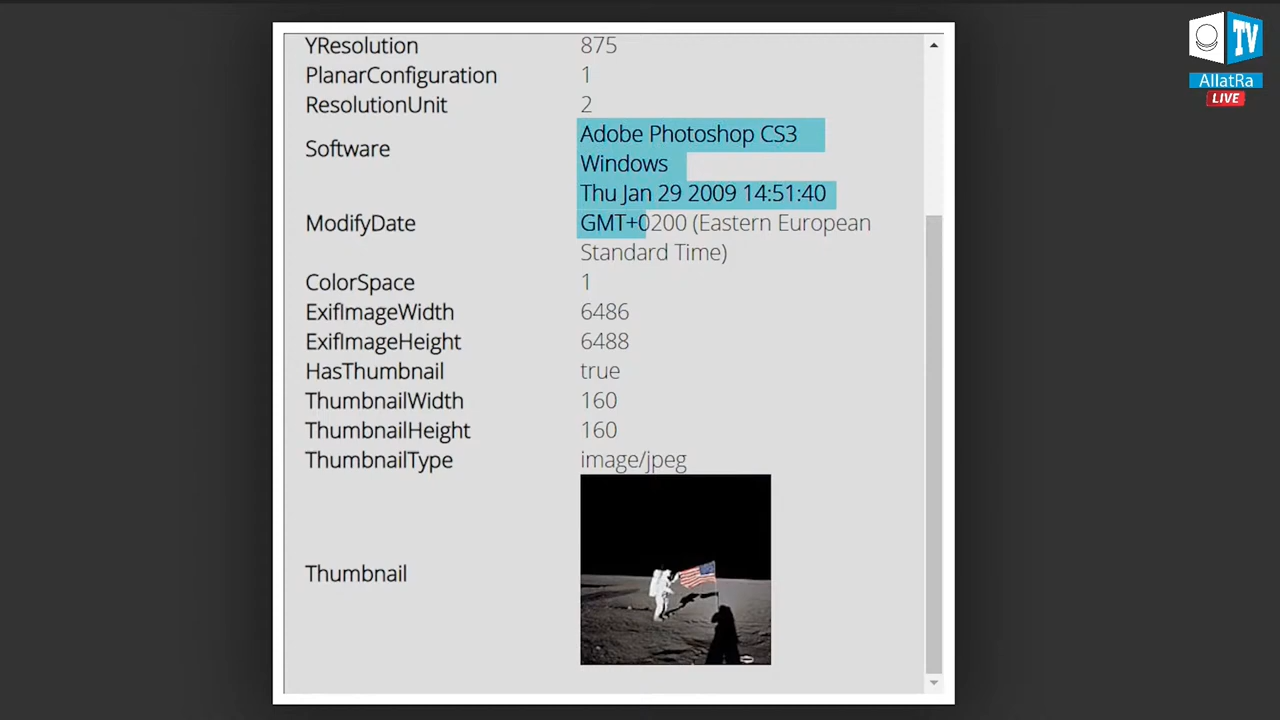 YResolution 875
PlanarConfiguration 1
ResolutionUnit 2
Software Adobe Photoshop CS3
Windows
ModifyDate Thu Jan 29 2009 14:51:40
GMT+0200 (Eastern European
Standard Time)
ColorSpace 1
ExifImageWidth 6486
ExifImageHeight 6488
HasThumbnail true
ThumbnailWidth 160
ThumbnailHeight 160
ThumbnailType image/jpeg
Thumbnail
TV
AllatRa
LIVE